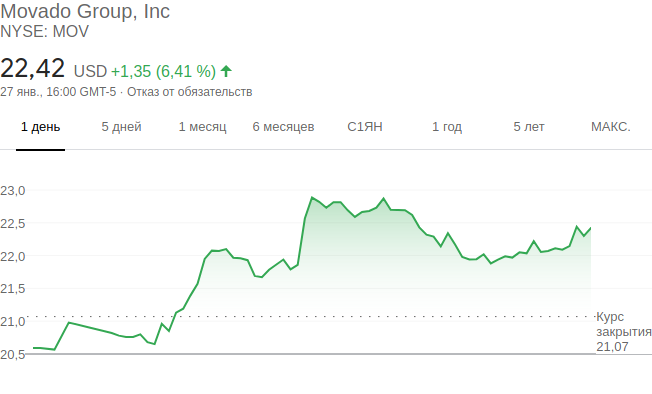 Movado Group, Inc
NYSE: MOV
22,42 USD +1,35 (6,41 %)
27 янв., 16:00 GMT-5 · Отказ от обязательств
1 день 5 дней 1 месяц 6 месяцев С1ЯН 1 год 5 лет МАКС.
23,0
22,5
22,0
21,5
21,0
20,5
Курс
закрытия
21,07